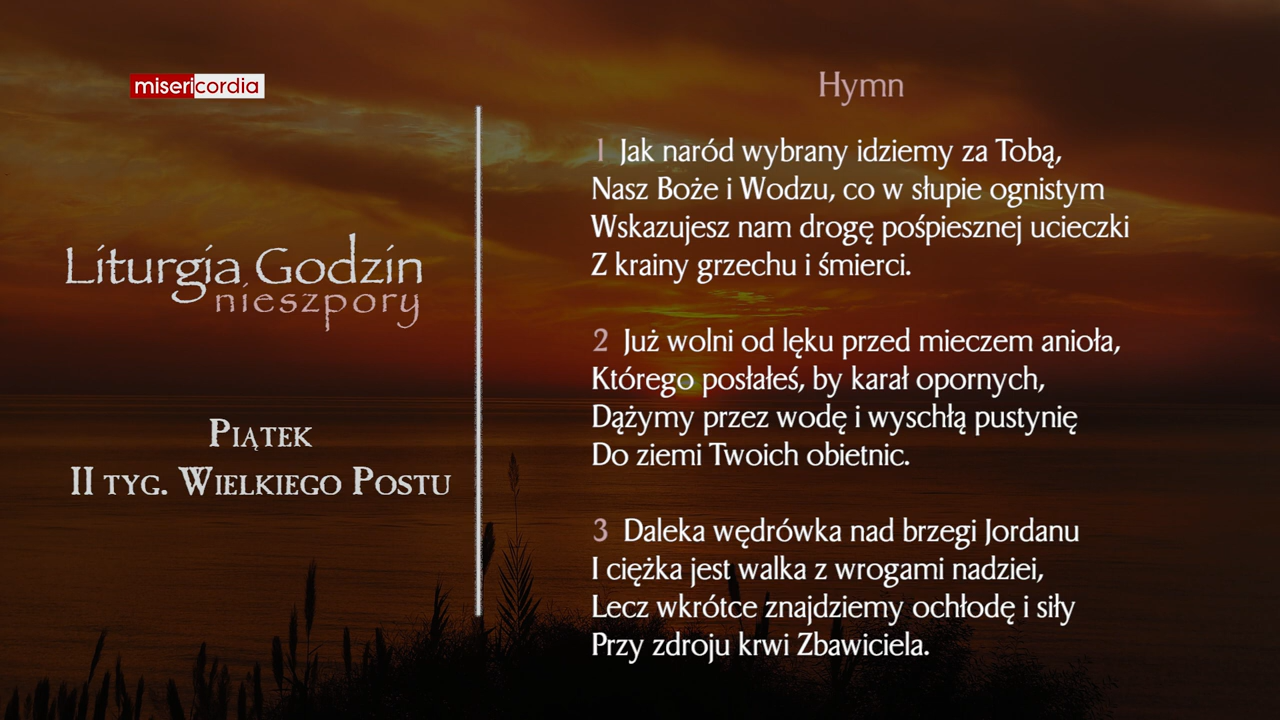 misericordia
Liturgia Godzin
nieszpory
Piątek
II tyg. Wielkiego Postu
Hymn
1 Jak naród wybrany idziemy za Tobą,
Nasz Boże i Wodzu, co w słupie ognistym
Wskazujesz nam drogę pośpiesznej ucieczki
Z krainy grzechu i śmierci.
2 Już wolni od lęku przed mieczem anioła,
Którego posłałeś, by karał opornych,
Dążymy przez wodę i wyschłą pustynię
Do ziemi Twoich obietnic.
3 Daleka wędrówka nad brzegi Jordanu
I ciężka jest walka z wrogami nadziei,
Lecz wkrótce znajdziemy ochłodę i siły
Przy zdroju krwi Zbawiciela.